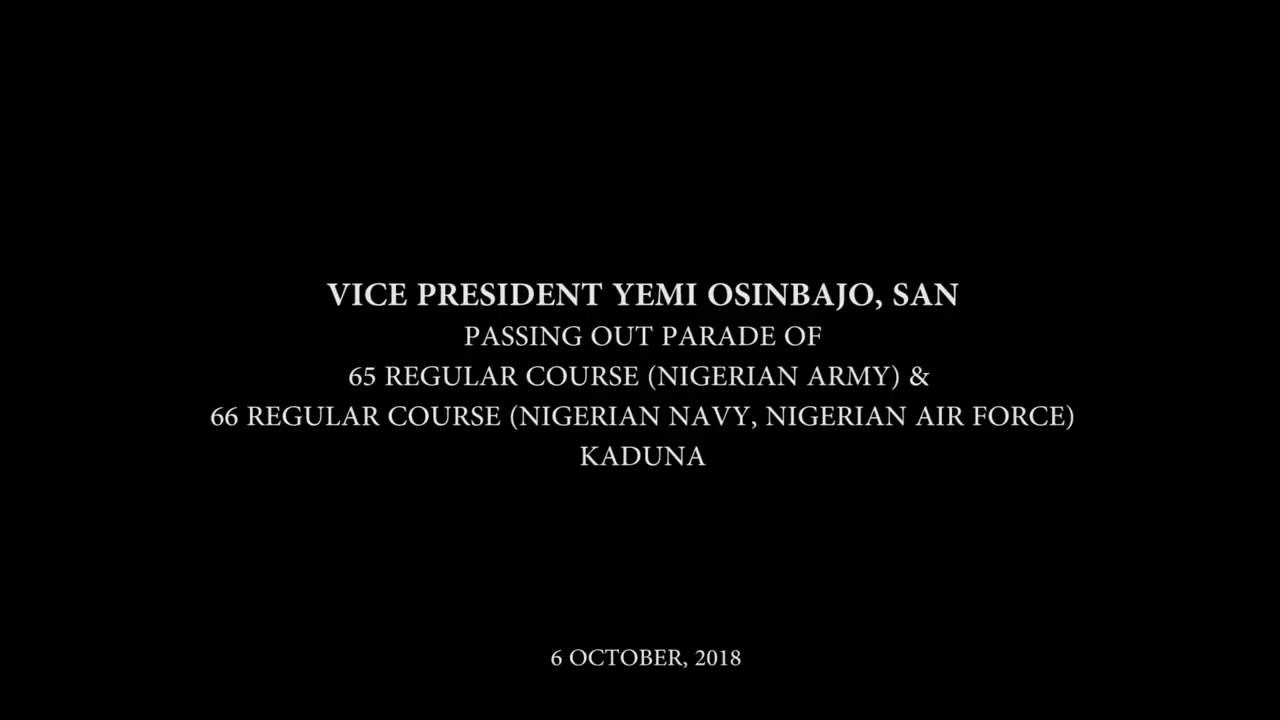 VICE PRESIDENT YEMI OSINBAJO, SAN
PASSING OUT PARADE OF
65 REGULAR COURSE (NIGERIAN ARMY) &
66 REGULAR COURSE (NIGERIAN NAVY, NIGERIAN AIR FORCE)
KADUNA
6 OCTOBER, 2018